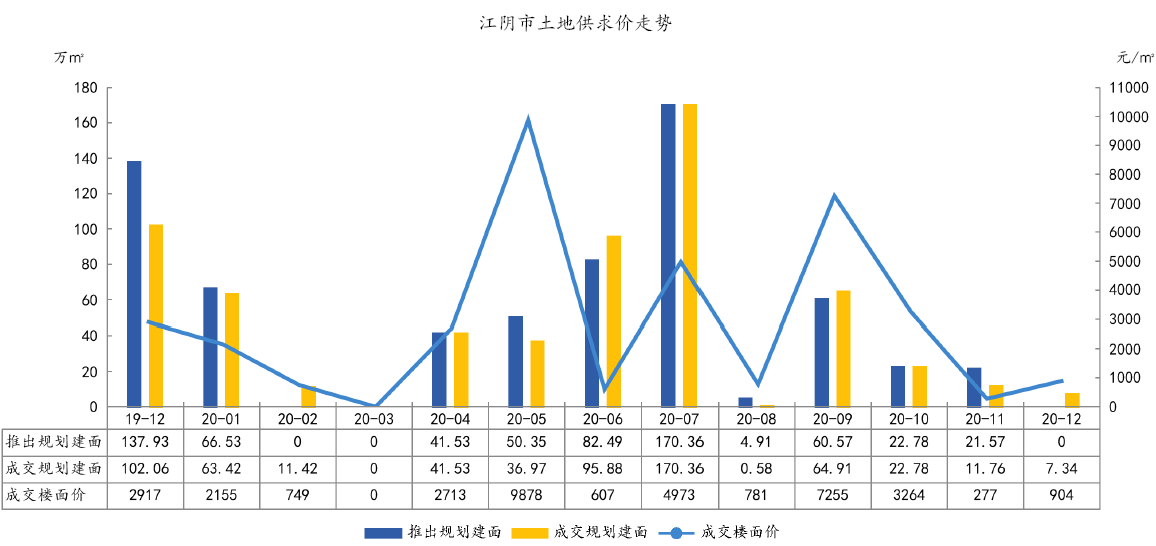 江阴市土地供求价走势
万㎡ 元/㎡
180 11000
160 10000
140 9000
120 8000
100 7000
80 6000
60 5000
40 4000
20 3000
0 2000
1000
0
19-12 20-01 20-02 20-03 20-04 20-05 20-06 20-07 20-08 20-09 20-10 20-11 20-12
推出规划建面 137.93 66.53 0 0 41.53 50.35 82.49 170.36 4.91 60.57 22.78 21.57 0
成交规划建面 102.06 63.42 11.42 0 41.53 36.97 95.88 170.36 0.58 64.91 22.78 11.76 7.34
成交楼面价 2917 2155 749 0 2713 9878 607 4973 781 7255 3264 277 904
推出规划建面 成交规划建面 成交楼面价